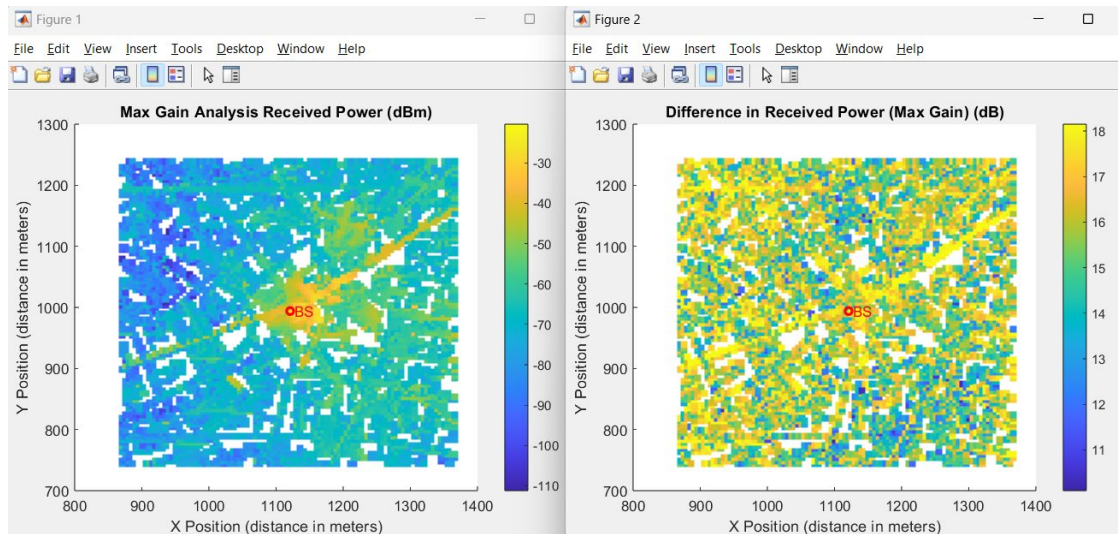 Figure 1
File Edit View Insert Tools Desktop Window Help
Max Gain Analysis Received Power (dBm)
1300
1200
1100
1000
900
800
700
800 900 1000 1100 1200 1300 1400
X Position (distance in meters)
Y Position (distance in meters)
BS
-30
-40
-50
-60
-70
-80
-90
-100
-110
Figure 2
File Edit View Insert Tools Desktop Window Help
Difference in Received Power (Max Gain) (dB)
1300
1200
1100
1000
900
800
700
800 900 1000 1100 1200 1300 1400
X Position (distance in meters)
Y Position (distance in meters)
BS
18
17
16
15
14
13
12
11